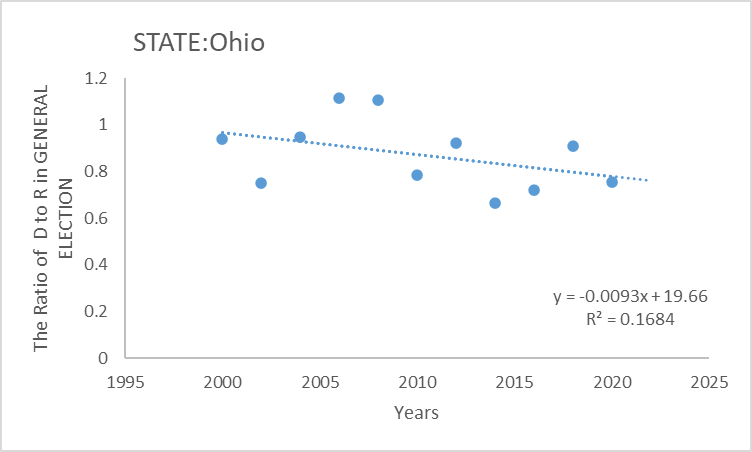 STATE:Ohio
The Ratio of  D to R in GENERAL
ELECTION
1.2
1
0.8
0.6
0.4
0.2
0
y = -0.0093x + 19.66
R² = 0.1684
1995 2000 2005 2010 2015 2020 2025
Years